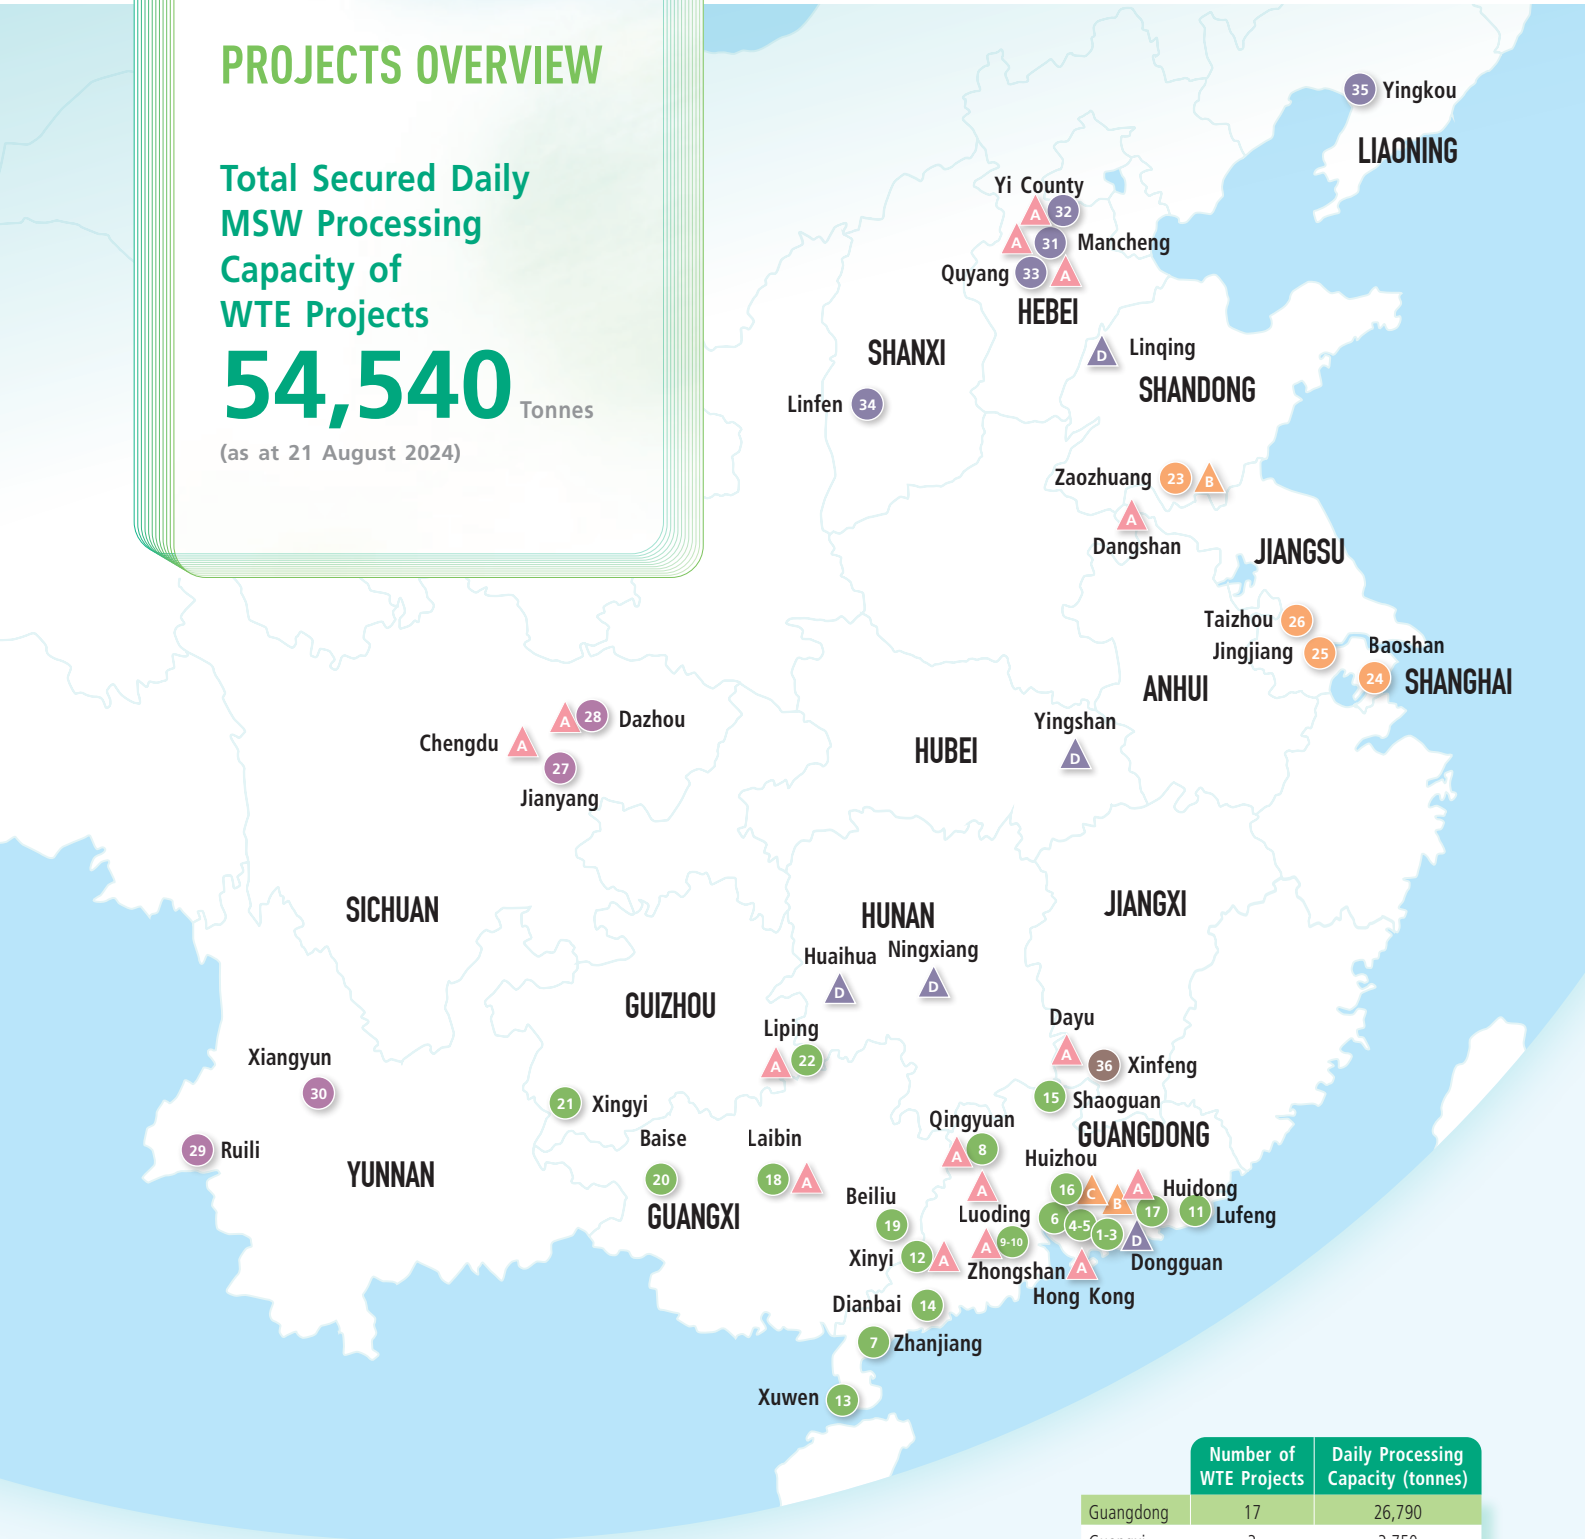 PROJECTS OVERVIEW
Total Secured Daily
MSW Processing
Capacity of
WTE Projects
54,540 Tonnes
(as at 21 August 2024)
35 Yingkou
LIAONING
Yi County
A 32
A 31 Mancheng
Quyang 33 A
HEBEI
SHANXI
D Linqing
SHANDONG
Linfen 34
Zaozhuang 23 B
A
Dangshan
JIANGSU
Taizhou 26
Jingjiang 25
Baoshan
24 SHANGHAI
ANHUI
A 28 Dazhou
Chengdu A
27
Jianyang
HUBEI
Yingshan
D
SICHUAN
HUNAN
JIANGXI
Huaihua
D
Ningxiang
D
GUIZHOU
Liping
A 22
Dayu
A
36 Xinfeng
15 Shaoguan
Xiangyun
30
21 Xingyi
29 Ruili
YUNNAN
Baise
20
Laibin
18 A
GUANGXI
Qingyuan
A 8
GUANGDONG
Huizhou
16 C B A Huidong
17 11 Lufeng
A
Luoding
6 4-5 1-3 D
Dongguan
Beiliu
19
Xinyi 12 A
A 9-10
Zhongshan A
Hong Kong
Dianbai 14
7 Zhanjiang
Xuwen 13
Number of WTE Projects
Daily Processing Capacity (tonnes)
Guangdong 17 26,790